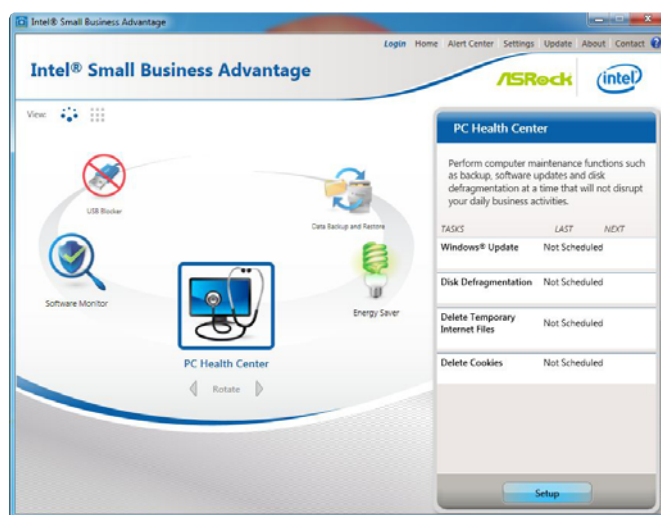 Intel® Small Business Advantage
Login Home Alert Center Settings Update About Contact ?
Intel® Small Business Advantage
ASRock
intel
View:
PC Health Center
Perform computer maintenance functions such
as backup, software updates and disk
defragmentation at a time that will not disrupt
your daily business activities.
TASKS LAST NEXT
Windows® Update Not Scheduled
Disk Defragmentation Not Scheduled
Delete Temporary
Internet Files Not Scheduled
Delete Cookies Not Scheduled
Setup
USB Blocker
Data Backup and Restore
Software Monitor
Energy Saver
PC Health Center
Rotate